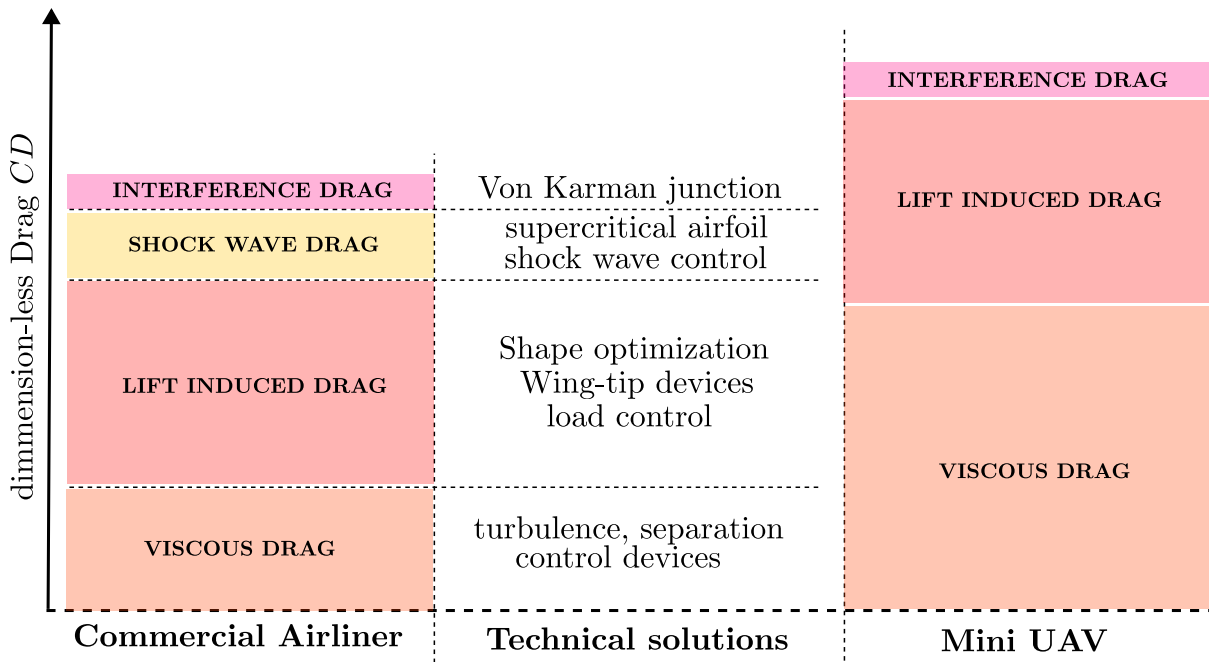 dimmension-less Drag CD
INTERFERENCE DRAG
SHOCK WAVE DRAG
LIFT INDUCED DRAG
VISCOUS DRAG
Commercial Airliner
Von Karman junction
supercritical airfoil
shock wave control
Shape optimization
Wing-tip devices
load control
turbulence, separation
control devices
Technical solutions
INTERFERENCE DRAG
LIFT INDUCED DRAG
VISCOUS DRAG
Mini UAV